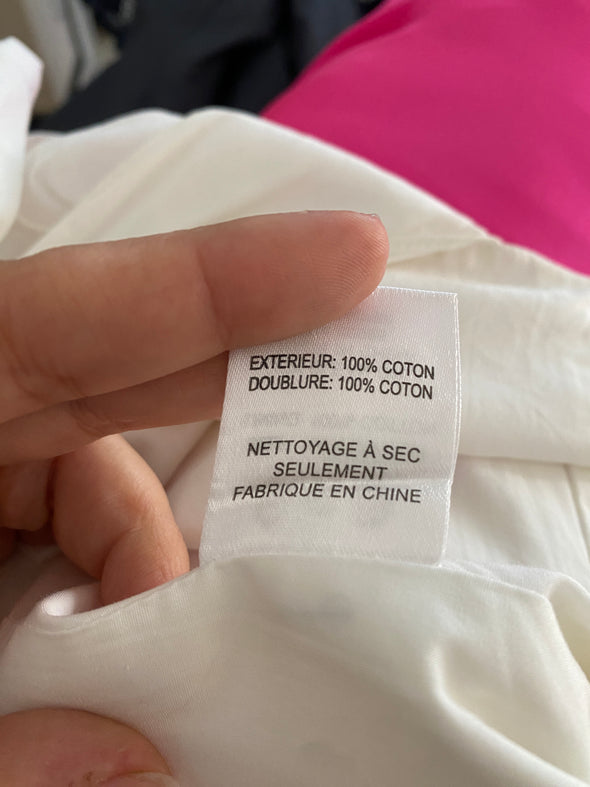 EXTERIEUR: 100% COTON
DOUBLURE: 100% COTON
NETTOYAGE À SEC
SEULEMENT
FABRIQUE EN CHINE